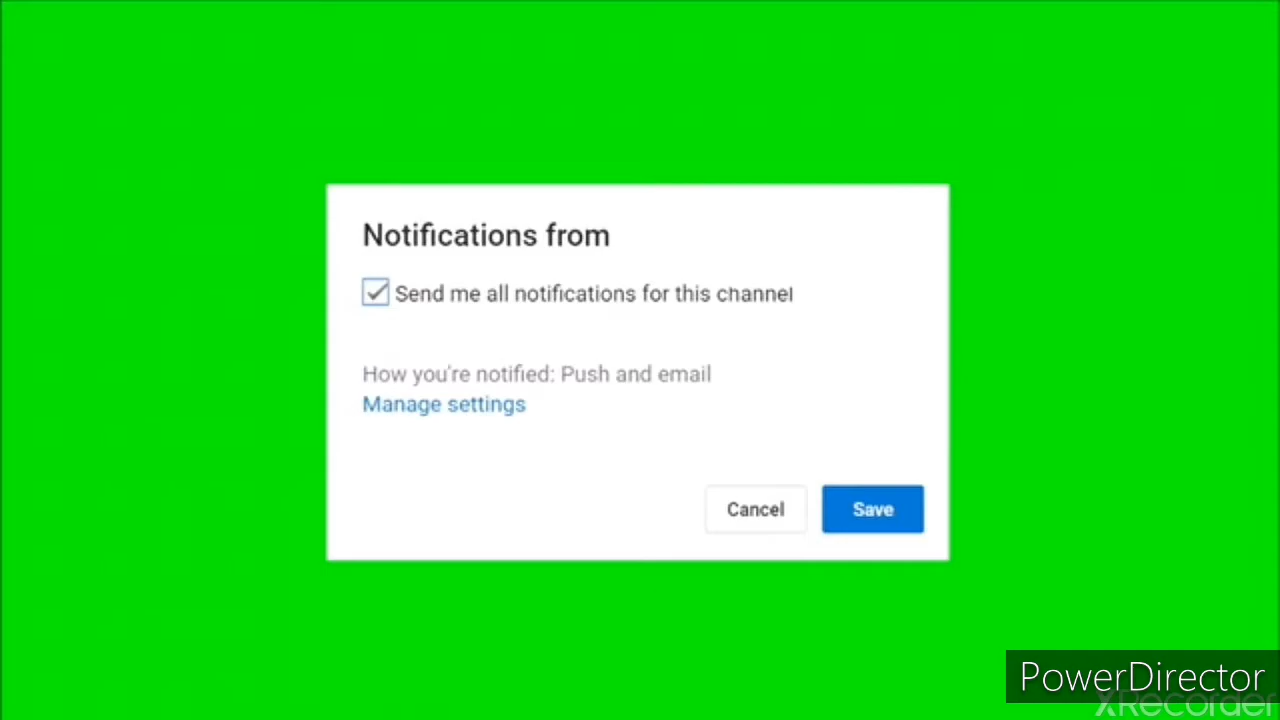 Notifications from
Send me all notifications for this channel
How you're notified: Push and email
Manage settings
Cancel
Save
PowerDirector
XRecorder